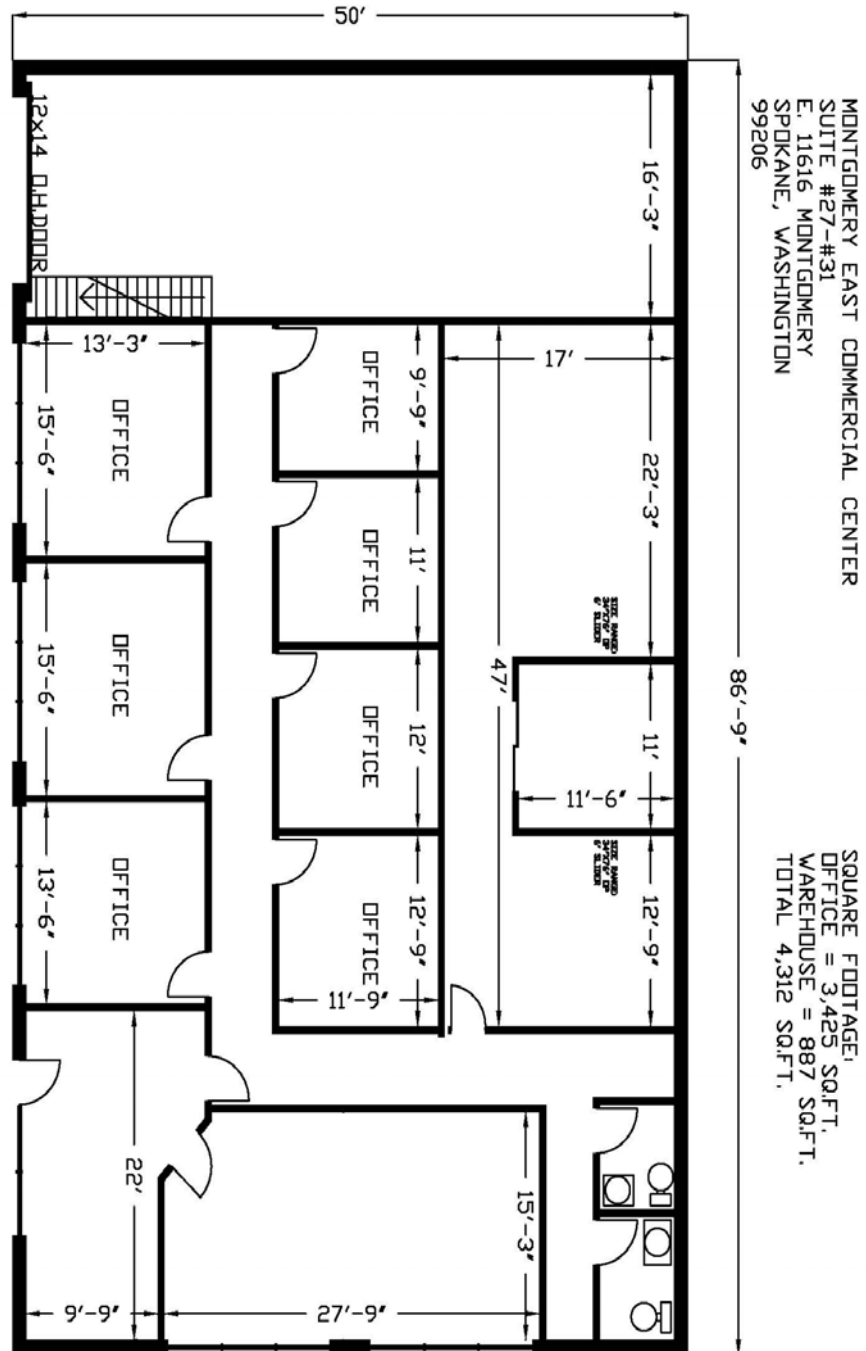 MONTGOMERY EAST COMMERCIAL CENTER
SUITE #27-#31
E. 11616 MONTGOMERY
SPOKANE, WASHINGTON
99206
SQUARE FOOTAGE:
OFFICE = 3,425 SQ.FT.
WAREHOUSE = 887 SQ.FT.
TOTAL 4,312 SQ.FT.
86'-9"
50'
16'-3"
22'-3"
11'
12'-9"
17'
11'-6"
47'
15'-3"
9'-9"
11'
12'
12'-9"
OFFICE
OFFICE
OFFICE
OFFICE
11'-9"
27'-9"
13'-3"
OFFICE
OFFICE
OFFICE
22'
9'-9"
15'-6"
15'-6"
13'-6"
12x14 O.H.DOOR